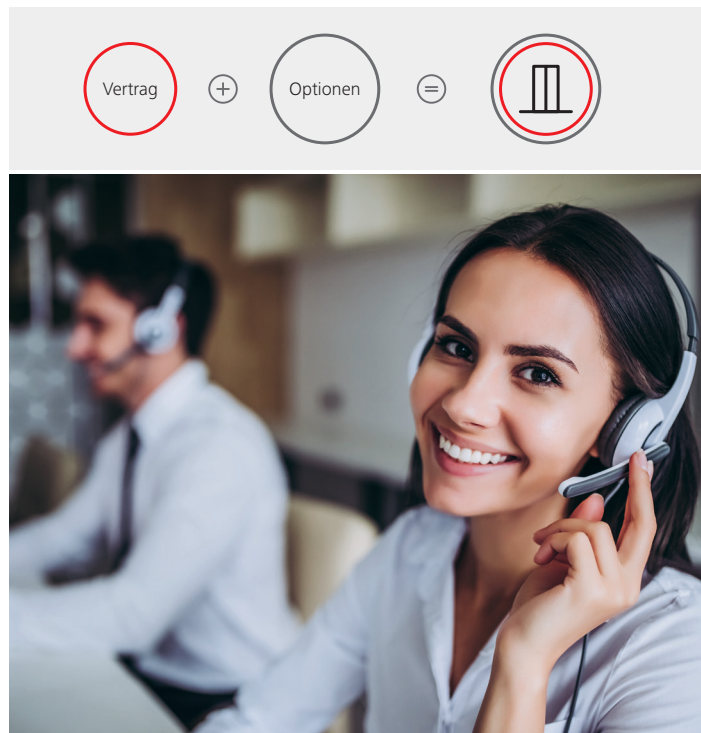 Vertrag + Optionen =